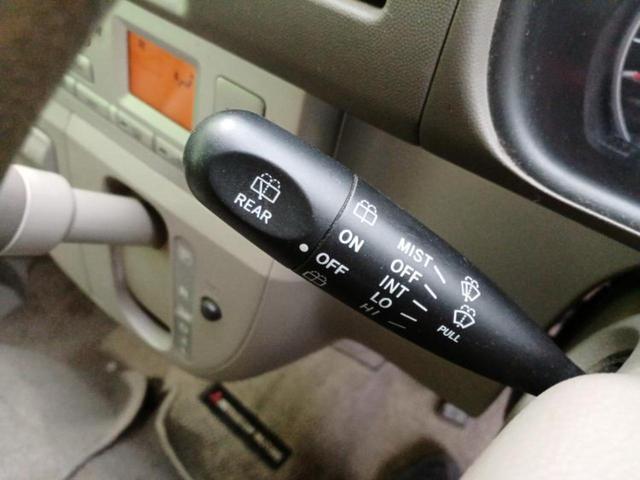 REAR
ON
OFF
MIST
OFF
INT
LO
HI
PULL